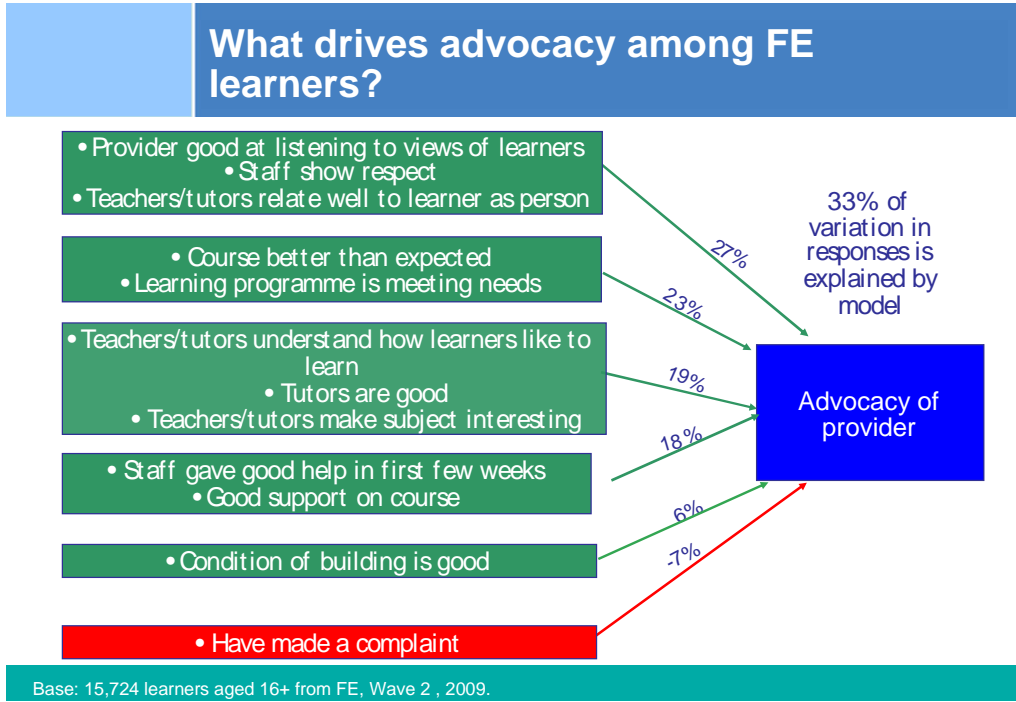 What drives advocacy among FE
learners?
• Provider good at listening to views of learners
• Staff show respect
• Teachers/tutors relate well to learner as person
27%
33% of
variation in
responses is
explained by
model
• Course better than expected
• Learning programme is meeting needs
23%
• Teachers/tutors understand how learners like to
learn
• Tutors are good
• Teachers/tutors make subject interesting
19%
Advocacy of
provider
• Staff gave good help in first few weeks
• Good support on course
18%
• Condition of building is good
6%
• Have made a complaint
-7%
Base: 15,724 learners aged 16+ from FE, Wave 2 , 2009.